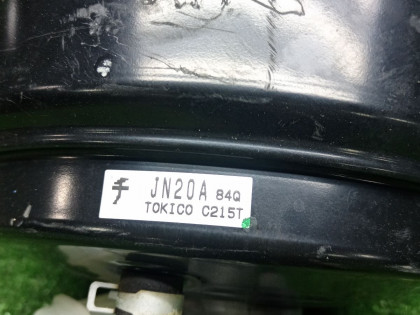 チ JN20A 84Q
TOKICO C215T